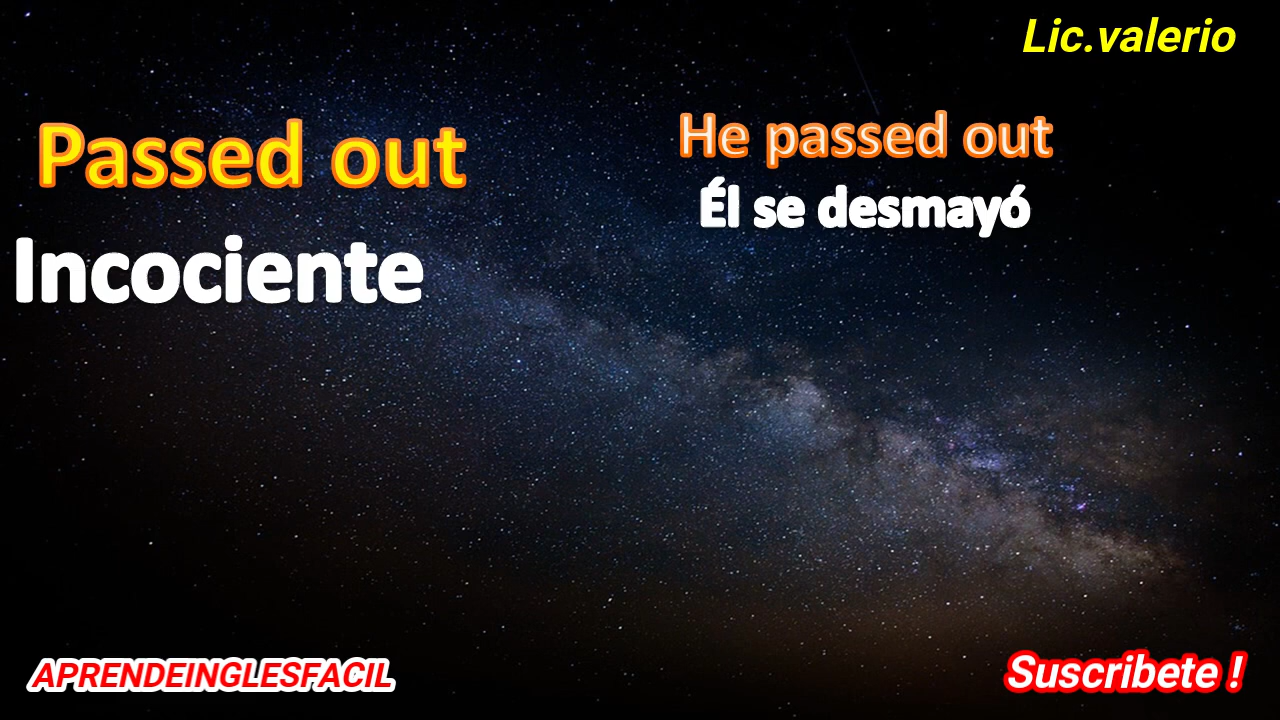 Lic.valerio
Passed out
Incociente
He passed out
Él se desmayó
APRENDEINGLESFACIL
Suscribete !